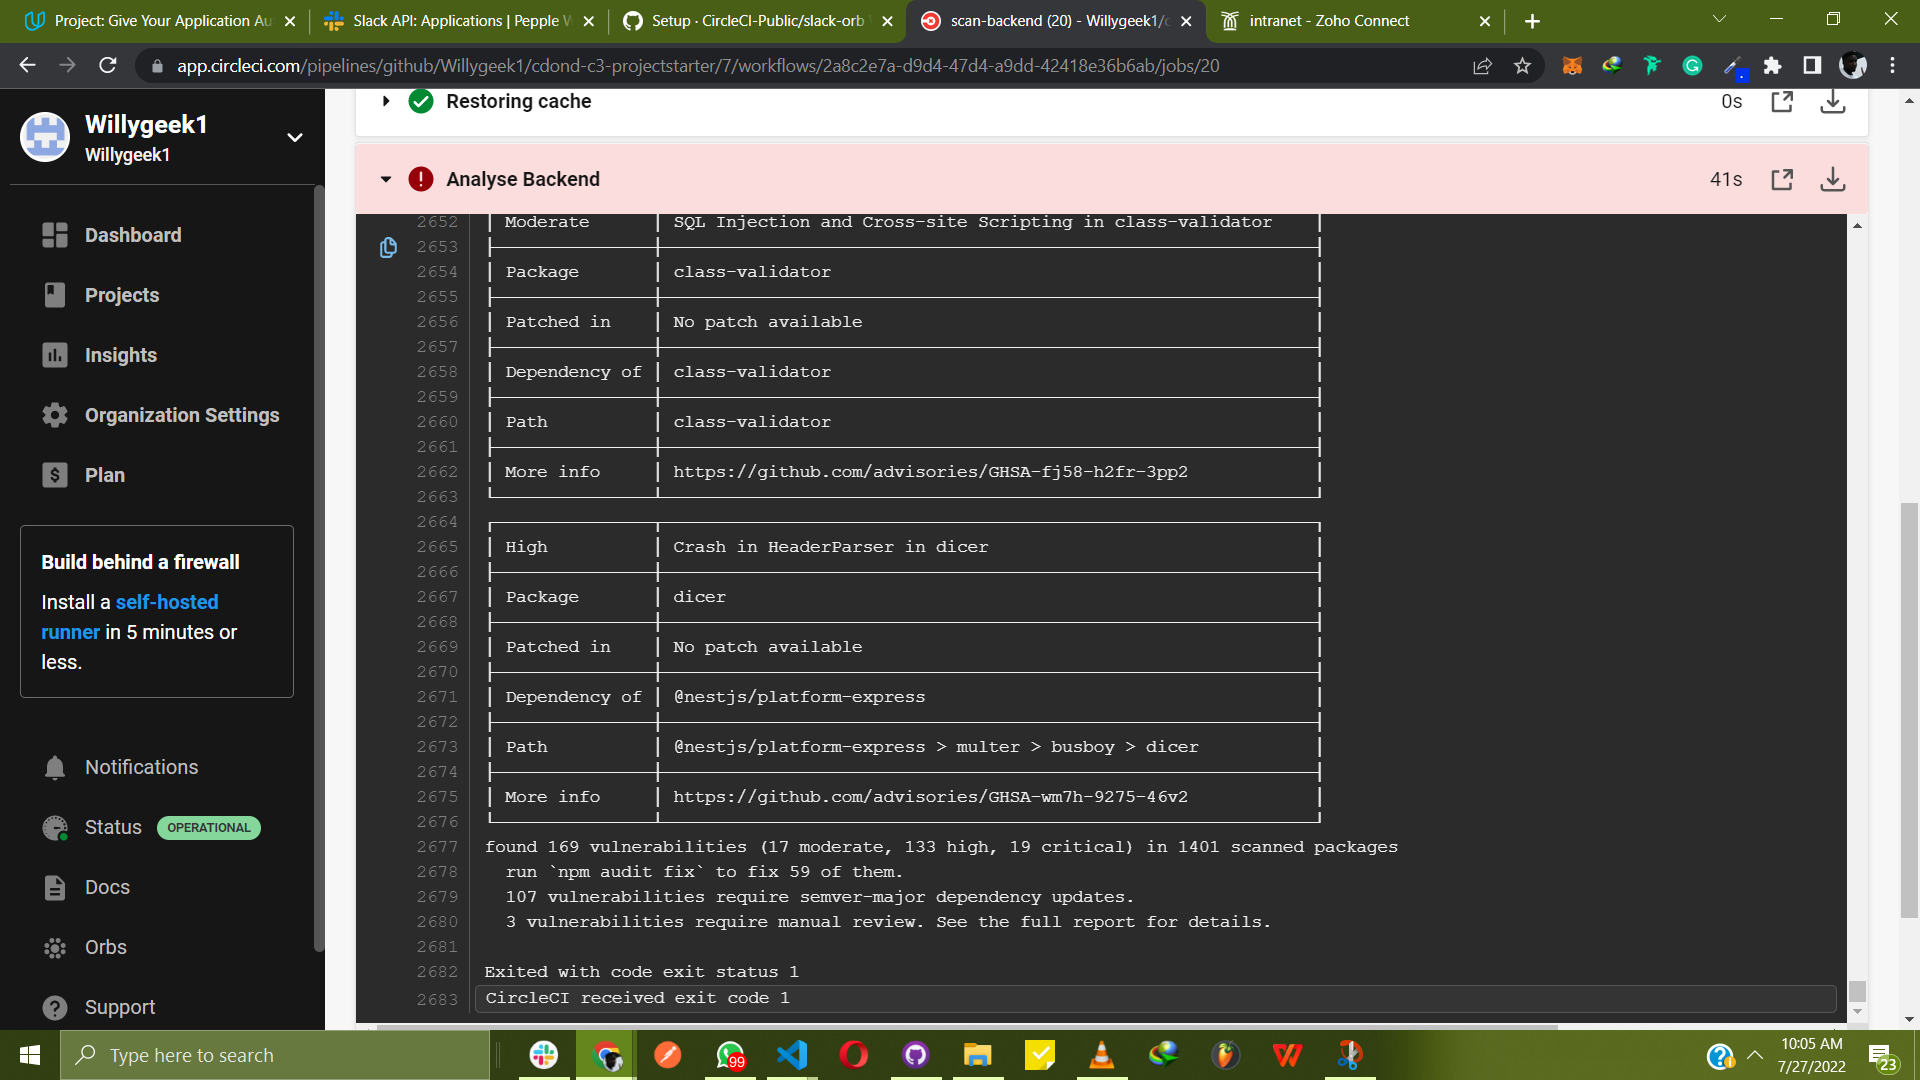 Project: Give Your Application Au
Slack API: Applications | Pepple W
Setup · CircleCI-Public/slack-orb
scan-backend (20) - Willygeek1/c
intranet - Zoho Connect
app.circleci.com/pipelines/github/Willygeek1/cdond-c3-projectstarter/7/workflows/2a8c2e7a-d9d4-47d4-a9dd-42418e36b6ab/jobs/20
Willygeek1
Willygeek1
Dashboard
Projects
Insights
Organization Settings
Plan
Build behind a firewall
Install a self-hosted
runner in 5 minutes or
less.
Notifications
Status OPERATIONAL
Docs
Orbs
Support
Restoring cache 0s
Analyse Backend 41s
2652 | Moderate | SQL Injection and Cross-site Scripting in class-validator |
2653
2654 | Package | class-validator |
2655
2656 | Patched in | No patch available |
2657
2658 | Dependency of | class-validator |
2659
2660 | Path | class-validator |
2661
2662 | More info | https://github.com/advisories/GHSA-fj58-h2fr-3pp2 |
2663
2664
2665 | High | Crash in HeaderParser in dicer |
2666
2667 | Package | dicer |
2668
2669 | Patched in | No patch available |
2670
2671 | Dependency of | @nestjs/platform-express |
2672
2673 | Path | @nestjs/platform-express > multer > busboy > dicer |
2674
2675 | More info | https://github.com/advisories/GHSA-wm7h-9275-46v2 |
2676
2677 found 169 vulnerabilities (17 moderate, 133 high, 19 critical) in 1401 scanned packages
2678 run `npm audit fix` to fix 59 of them.
2679 107 vulnerabilities require semver-major dependency updates.
2680 3 vulnerabilities require manual review. See the full report for details.
2681
2682 Exited with code exit status 1
2683 CircleCI received exit code 1
Type here to search
99
10:05 AM
7/27/2022
23